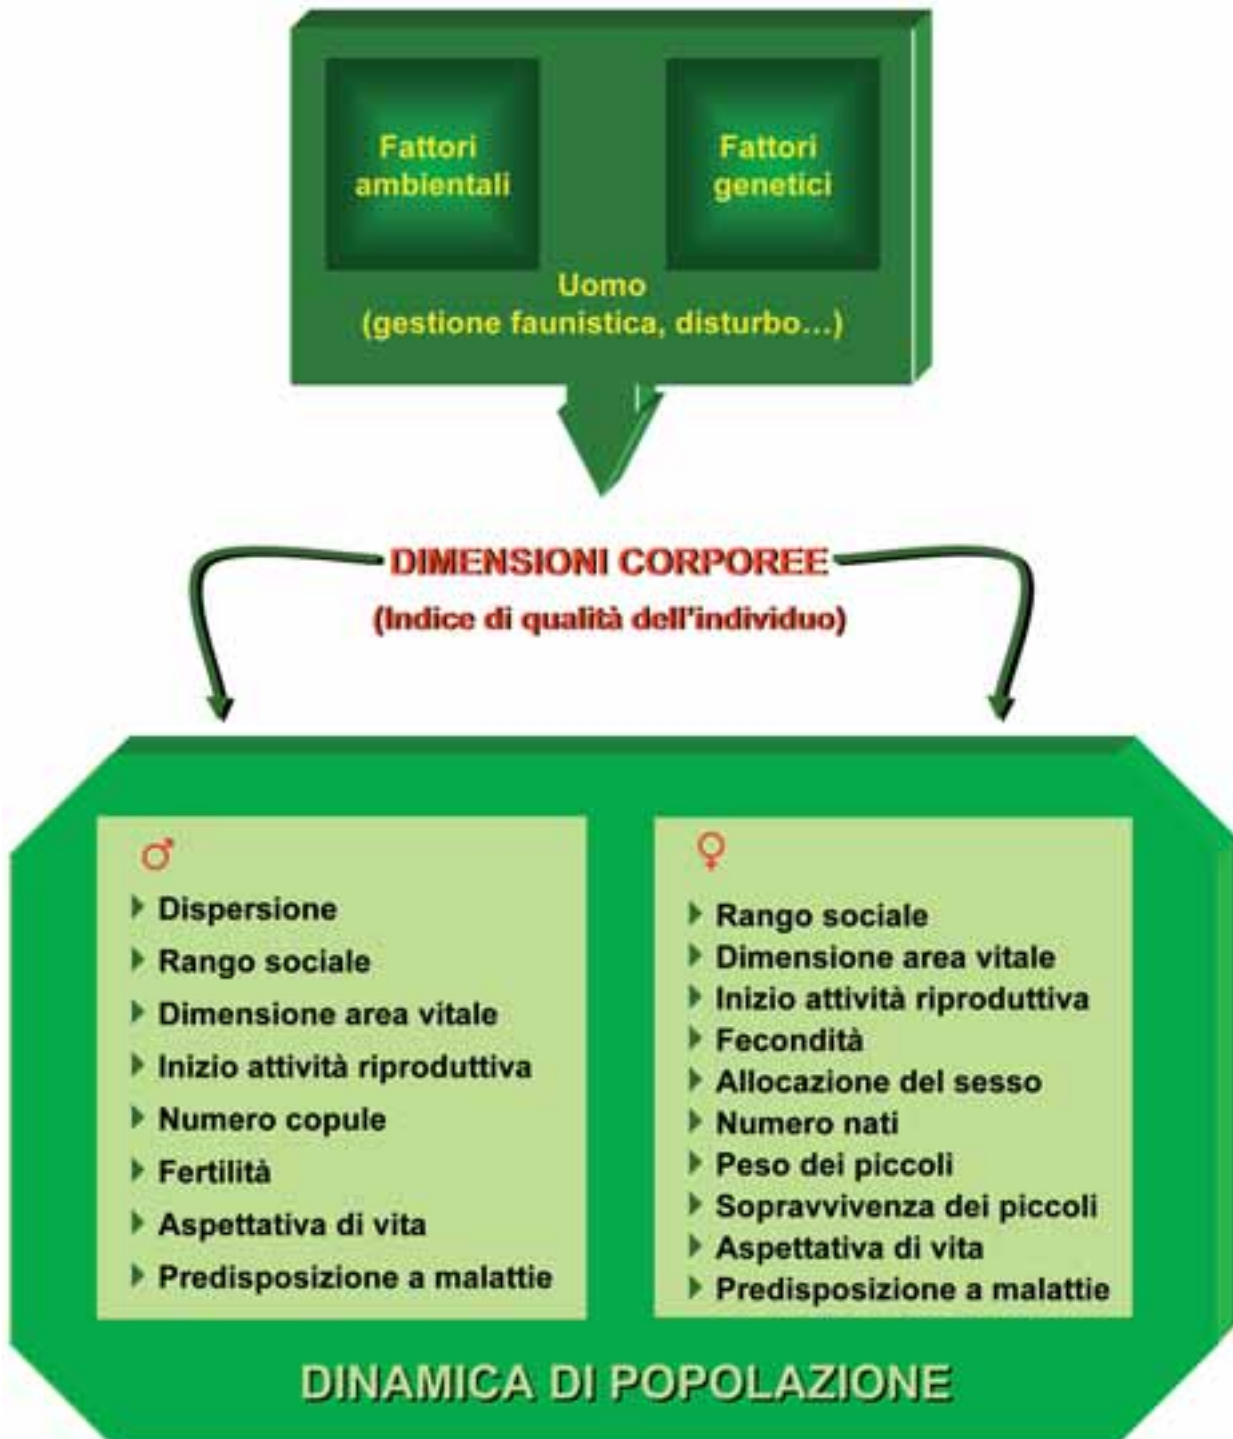 Fattori
ambientali
Fattori
genetici
Uomo
(gestione faunistica, disturbo...)
DIMENSIONI CORPOREE
(Indice di qualità dell'individuo)
♂
Dispersione
Rango sociale
Dimensione area vitale
Inizio attività riproduttiva
Numero copule
Fertilità
Aspettativa di vita
Predisposizione a malattie
♀
Rango sociale
Dimensione area vitale
Inizio attività riproduttiva
Fecondità
Allocazione del sesso
Numero nati
Peso dei piccoli
Sopravvivenza dei piccoli
Aspettativa di vita
Predisposizione a malattie
DINAMICA DI POPOLAZIONE